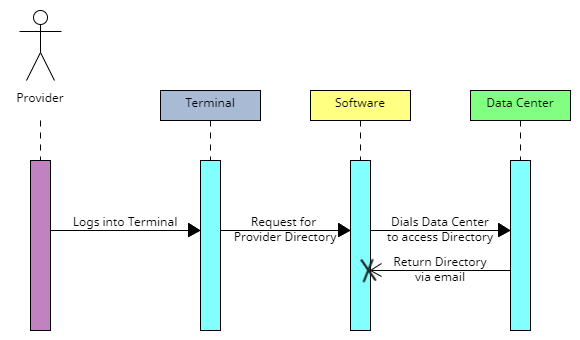 Provider
Terminal
Software
Data Center
Logs into Terminal
Request for
Provider Directory
Dials Data Center
to access Directory
Return Directory
via email